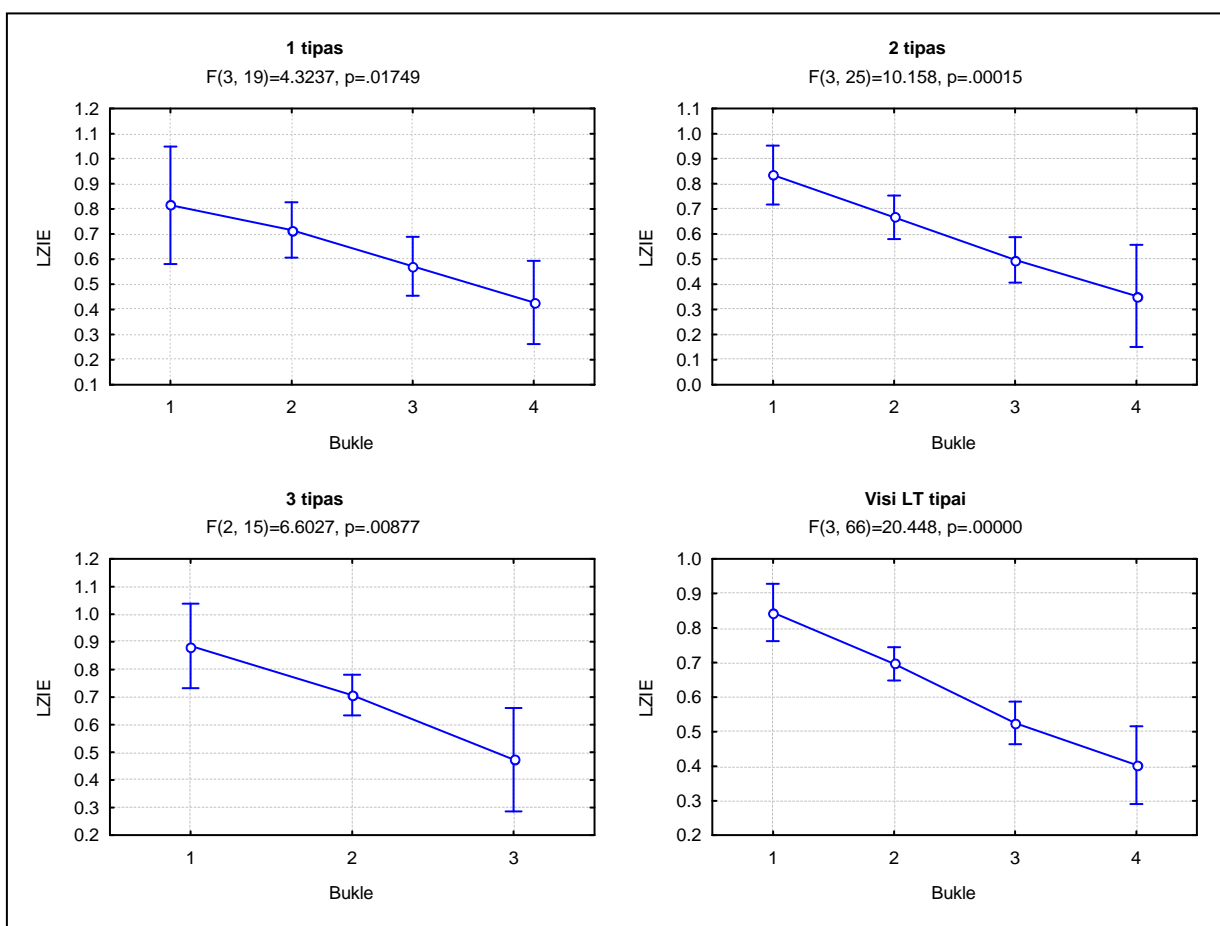 1 tipas
F(3, 19)=4.3237, p=.01749
1.2
1.1
1.0
0.9
0.8
0.7
0.6
0.5
0.4
0.3
0.2
0.1
LZIE
1 2 3 4
Bukle
2 tipas
F(3, 25)=10.158, p=.00015
1.1
1.0
0.9
0.8
0.7
0.6
0.5
0.4
0.3
0.2
0.1
0.0
LZIE
1 2 3 4
Bukle
3 tipas
F(2, 15)=6.6027, p=.00877
1.2
1.1
1.0
0.9
0.8
0.7
0.6
0.5
0.4
0.3
0.2
LZIE
1 2 3
Bukle
Visi LT tipai
F(3, 66)=20.448, p=.00000
1.0
0.9
0.8
0.7
0.6
0.5
0.4
0.3
0.2
LZIE
1 2 3 4
Bukle